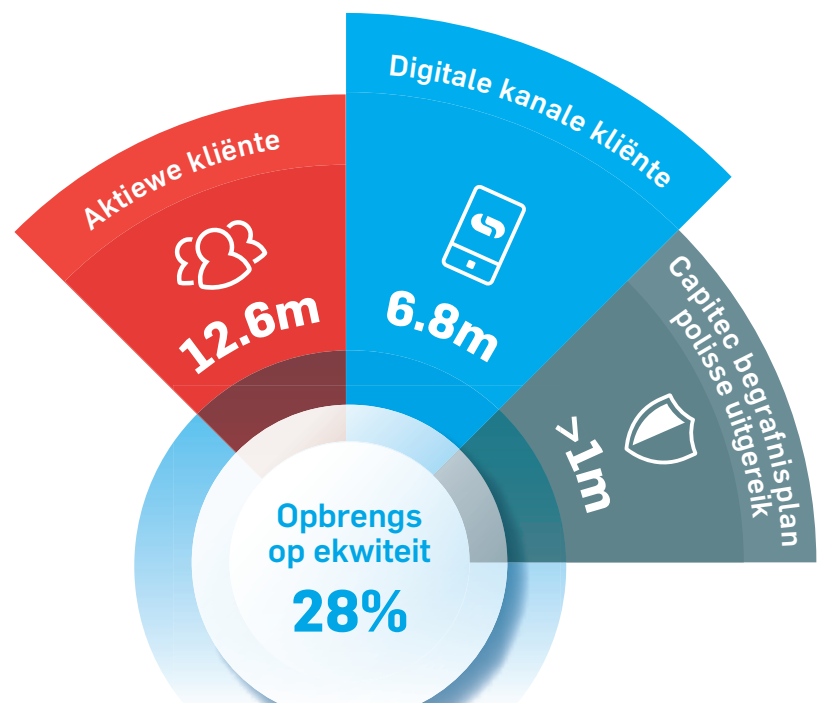 Aktiewe kliënte
12.6m
Digitale kanale kliënte
6.8m
Capitec begrafnisplan
polisse uitgereik
>1m
Opbrengs
op ekwiteit
28%